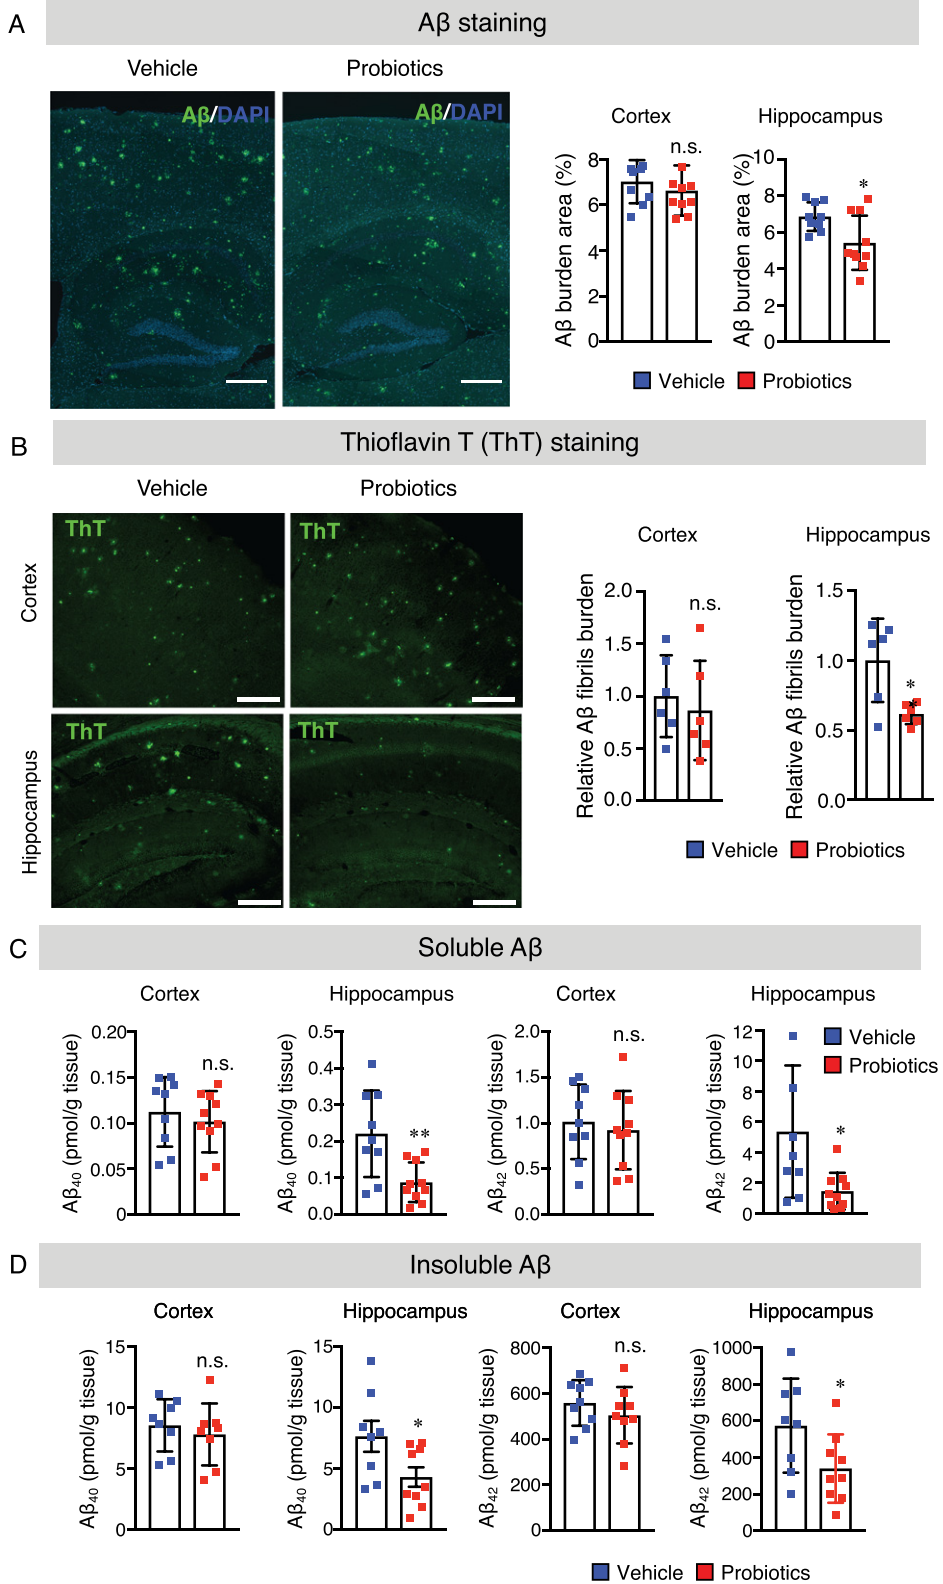 A
Aβ staining
Vehicle
Probiotics
Aβ/DAPI
Aβ/DAPI
Cortex
Hippocampus
n.s.
*
Aβ burden area (%)
8
6
4
2
0
Aβ burden area (%)
10
8
6
4
2
0
Vehicle
Probiotics
B
Thioflavin T (ThT) staining
Vehicle
Probiotics
Cortex
ThT
ThT
Hippocampus
ThT
ThT
Cortex
Hippocampus
n.s.
*
*
Relative Aβ fibrils burden
2.0
1.5
1.0
0.5
0.0
Relative Aβ fibrils burden
1.5
1.0
0.5
0.0
Vehicle
Probiotics
C
Soluble Aβ
Cortex
Hippocampus
Cortex
Hippocampus
Aβ40 (pmol/g tissue)
0.20
0.15
0.10
0.05
0
n.s.
Aβ40 (pmol/g tissue)
0.5
0.4
0.3
0.2
0.1
0.0
**
Aβ42 (pmol/g tissue)
2.0
1.5
1.0
0.5
0.0
n.s.
Aβ42 (pmol/g tissue)
12
10
8
6
4
2
0
*
Vehicle
Probiotics
D
Insoluble Aβ
Cortex
Hippocampus
Cortex
Hippocampus
Aβ40 (pmol/g tissue)
15
10
5
0
n.s.
Aβ40 (pmol/g tissue)
15
10
5
0
*
Aβ42 (pmol/g tissue)
800
600
400
200
0
n.s.
Aβ42 (pmol/g tissue)
1000
800
600
400
200
0
*
Vehicle
Probiotics